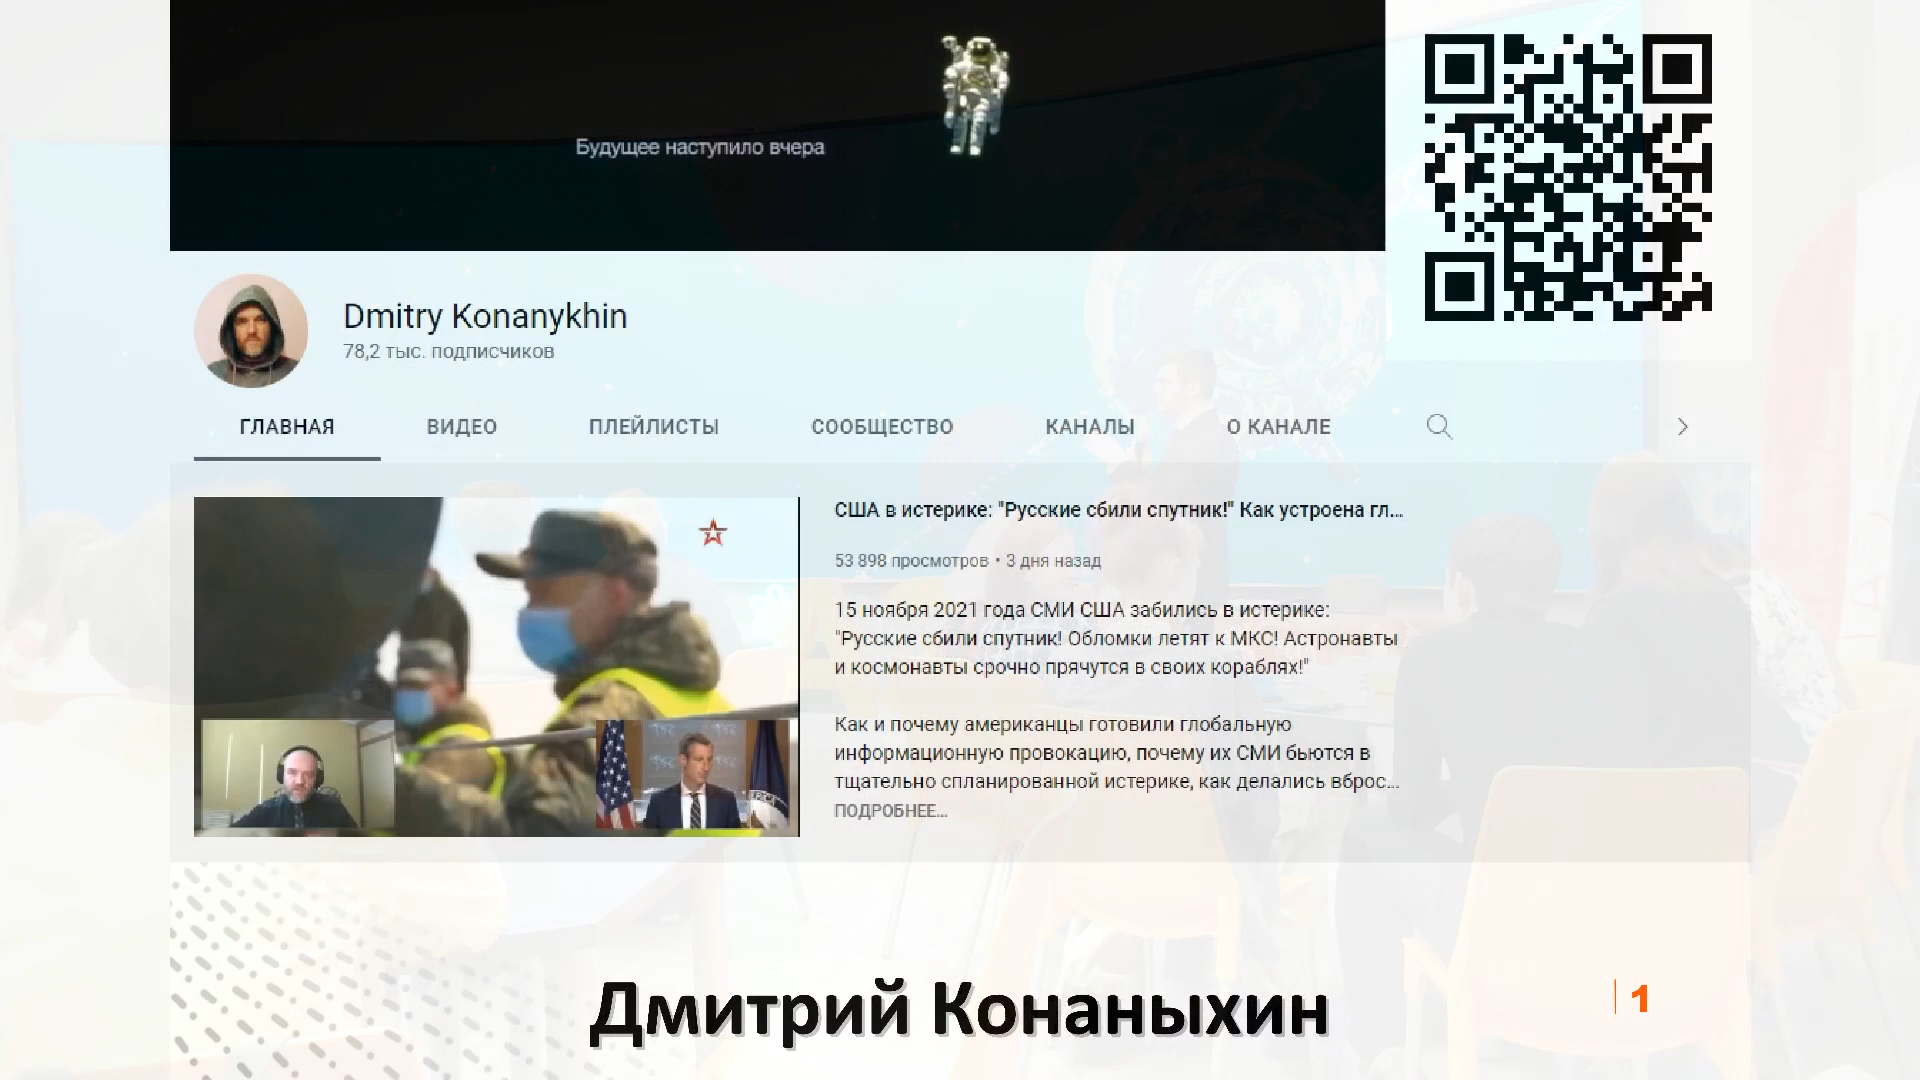 Будущее наступило вчера
Dmitry Konanykhin
78,2 тыс. подписчиков
ГЛАВНАЯ ВИДЕО ПЛЕЙЛИСТЫ СООБЩЕСТВО КАНАЛЫ О КАНАЛЕ
США в истерике: "Русские сбили спутник!" Как устроена гл...
53 898 просмотров • 3 дня назад
15 ноября 2021 года СМИ США забились в истерике:
"Русские сбили спутник! Обломки летят к МКС! Астронавты
и космонавты срочно прячутся в своих кораблях!"
Как и почему американцы готовили глобальную
информационную провокацию, почему их СМИ бьются в
тщательно спланированной истерике, как делались вброс...
ПОДРОБНЕЕ...
Дмитрий Конаныхин
1